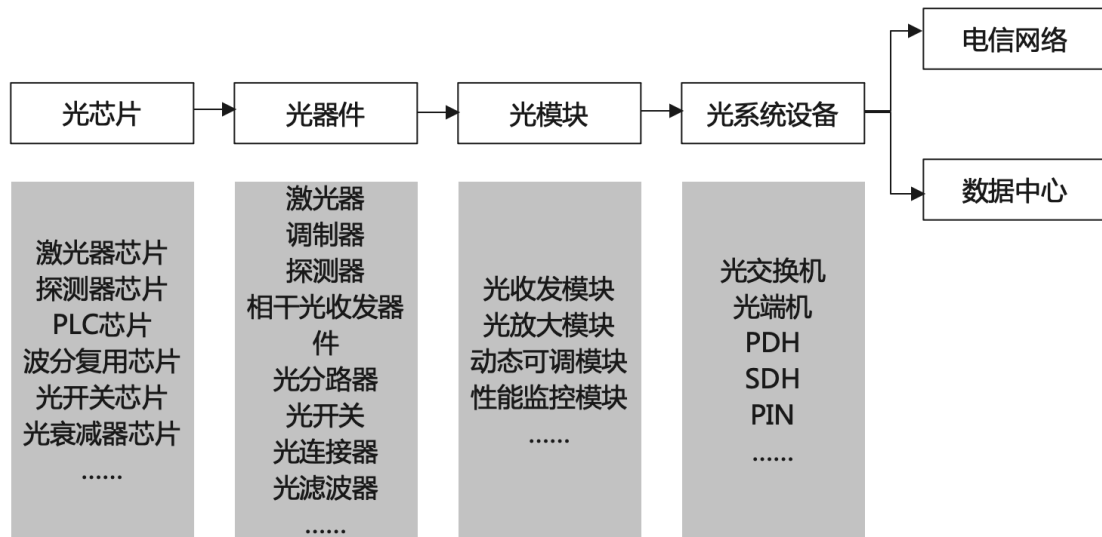 电信网络
光芯片
光器件
光模块
光系统设备
数据中心
激光器芯片
探测器芯片
PLC芯片
波分复用芯片
光开关芯片
光衰减器芯片
……
激光器
调制器
探测器
相干光收发器
件
光分路器
光开关
光连接器
光滤波器
……
光收发模块
光放大模块
动态可调模块
性能监控模块
……
光交换机
光端机
PDH
SDH
PIN
……